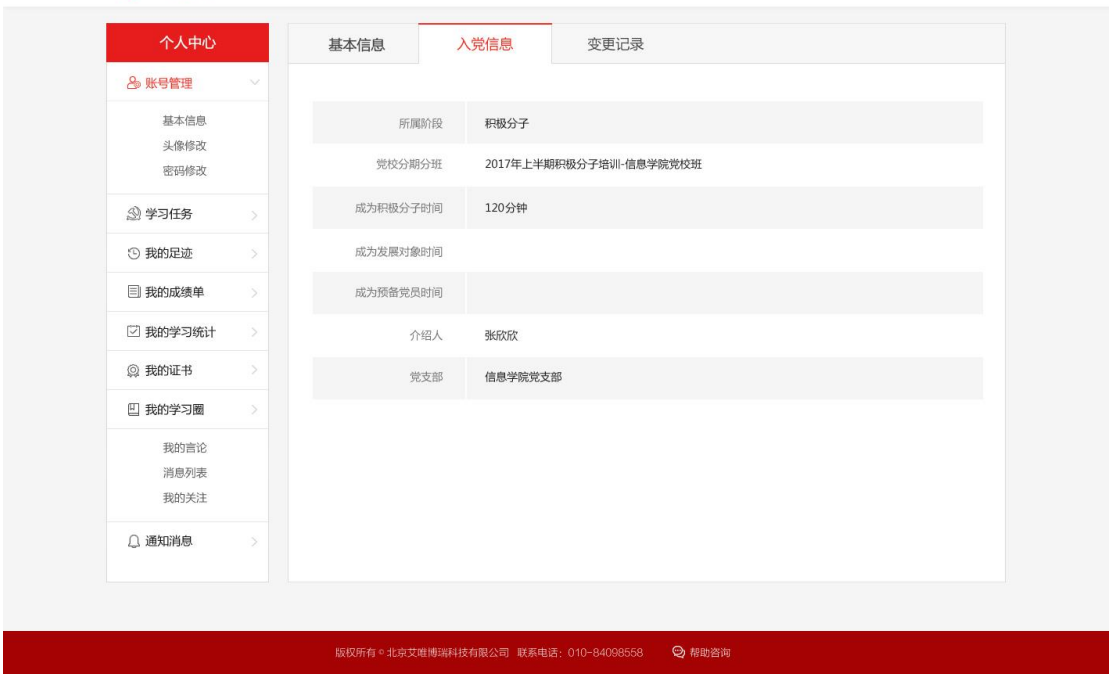 个人中心
账号管理
基本信息
头像修改
密码修改
学习任务
我的足迹
我的成绩单
我的学习统计
我的证书
我的学习圈
我的言论
消息列表
我的关注
通知消息
基本信息 入党信息 变更记录
所属阶段 积极分子
党校分期分班 2017年上半期积极分子培训-信息学院党校班
成为积极分子时间 120分钟
成为发展对象时间
成为预备党员时间
介绍人 张欣欣
党支部 信息学院党支部
版权所有©北京艾唯博瑞科技有限公司 联系电话：010-84098558 帮助咨询